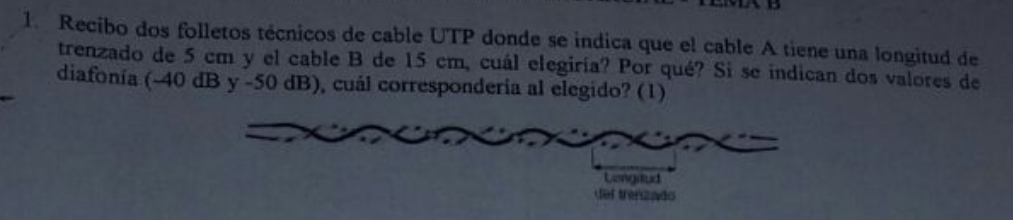 TEMA B
1. Recibo dos folletos técnicos de cable UTP donde se indica que el cable A tiene una longitud de
trenzado de 5 cm y el cable B de 15 cm, cuál elegiría? Por qué? Si se indican dos valores de
diafonía (-40 dB y -50 dB), cuál correspondería al elegido? (1)
Longitud
del trenzado